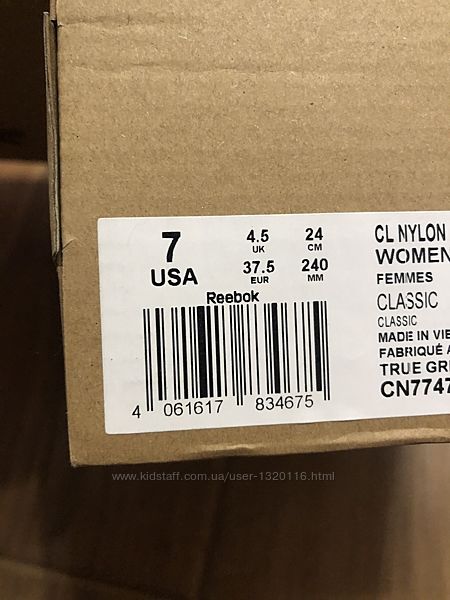 7
USA
4.5
UK
24
CM
37.5
EUR
240
MM
Reebok
4 061617 834675
CL NYLON
WOMEN
FEMMES
CLASSIC
CLASSIC
MADE IN VIE
FABRIQUÉ A
TRUE GR
CN7747
www.kidstaff.com.ua/user-1320116.html